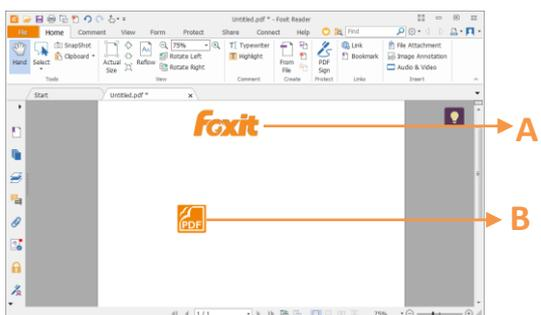 Untitled.pdf * - Foxit Reader
File Home Comment View Form Protect Share Connect Help Find
Hand Select SnapShot Clipboard Actual Size Reflow 75% Rotate Left Rotate Right Typewriter Highlight From File PDF Sign Link Bookmark File Attachment Image Annotation Audio & Video
Tools View Comment Create Protect Links Insert
Start Untitled.pdf * x
foxit
A
PDF
B
1 / 1 75%